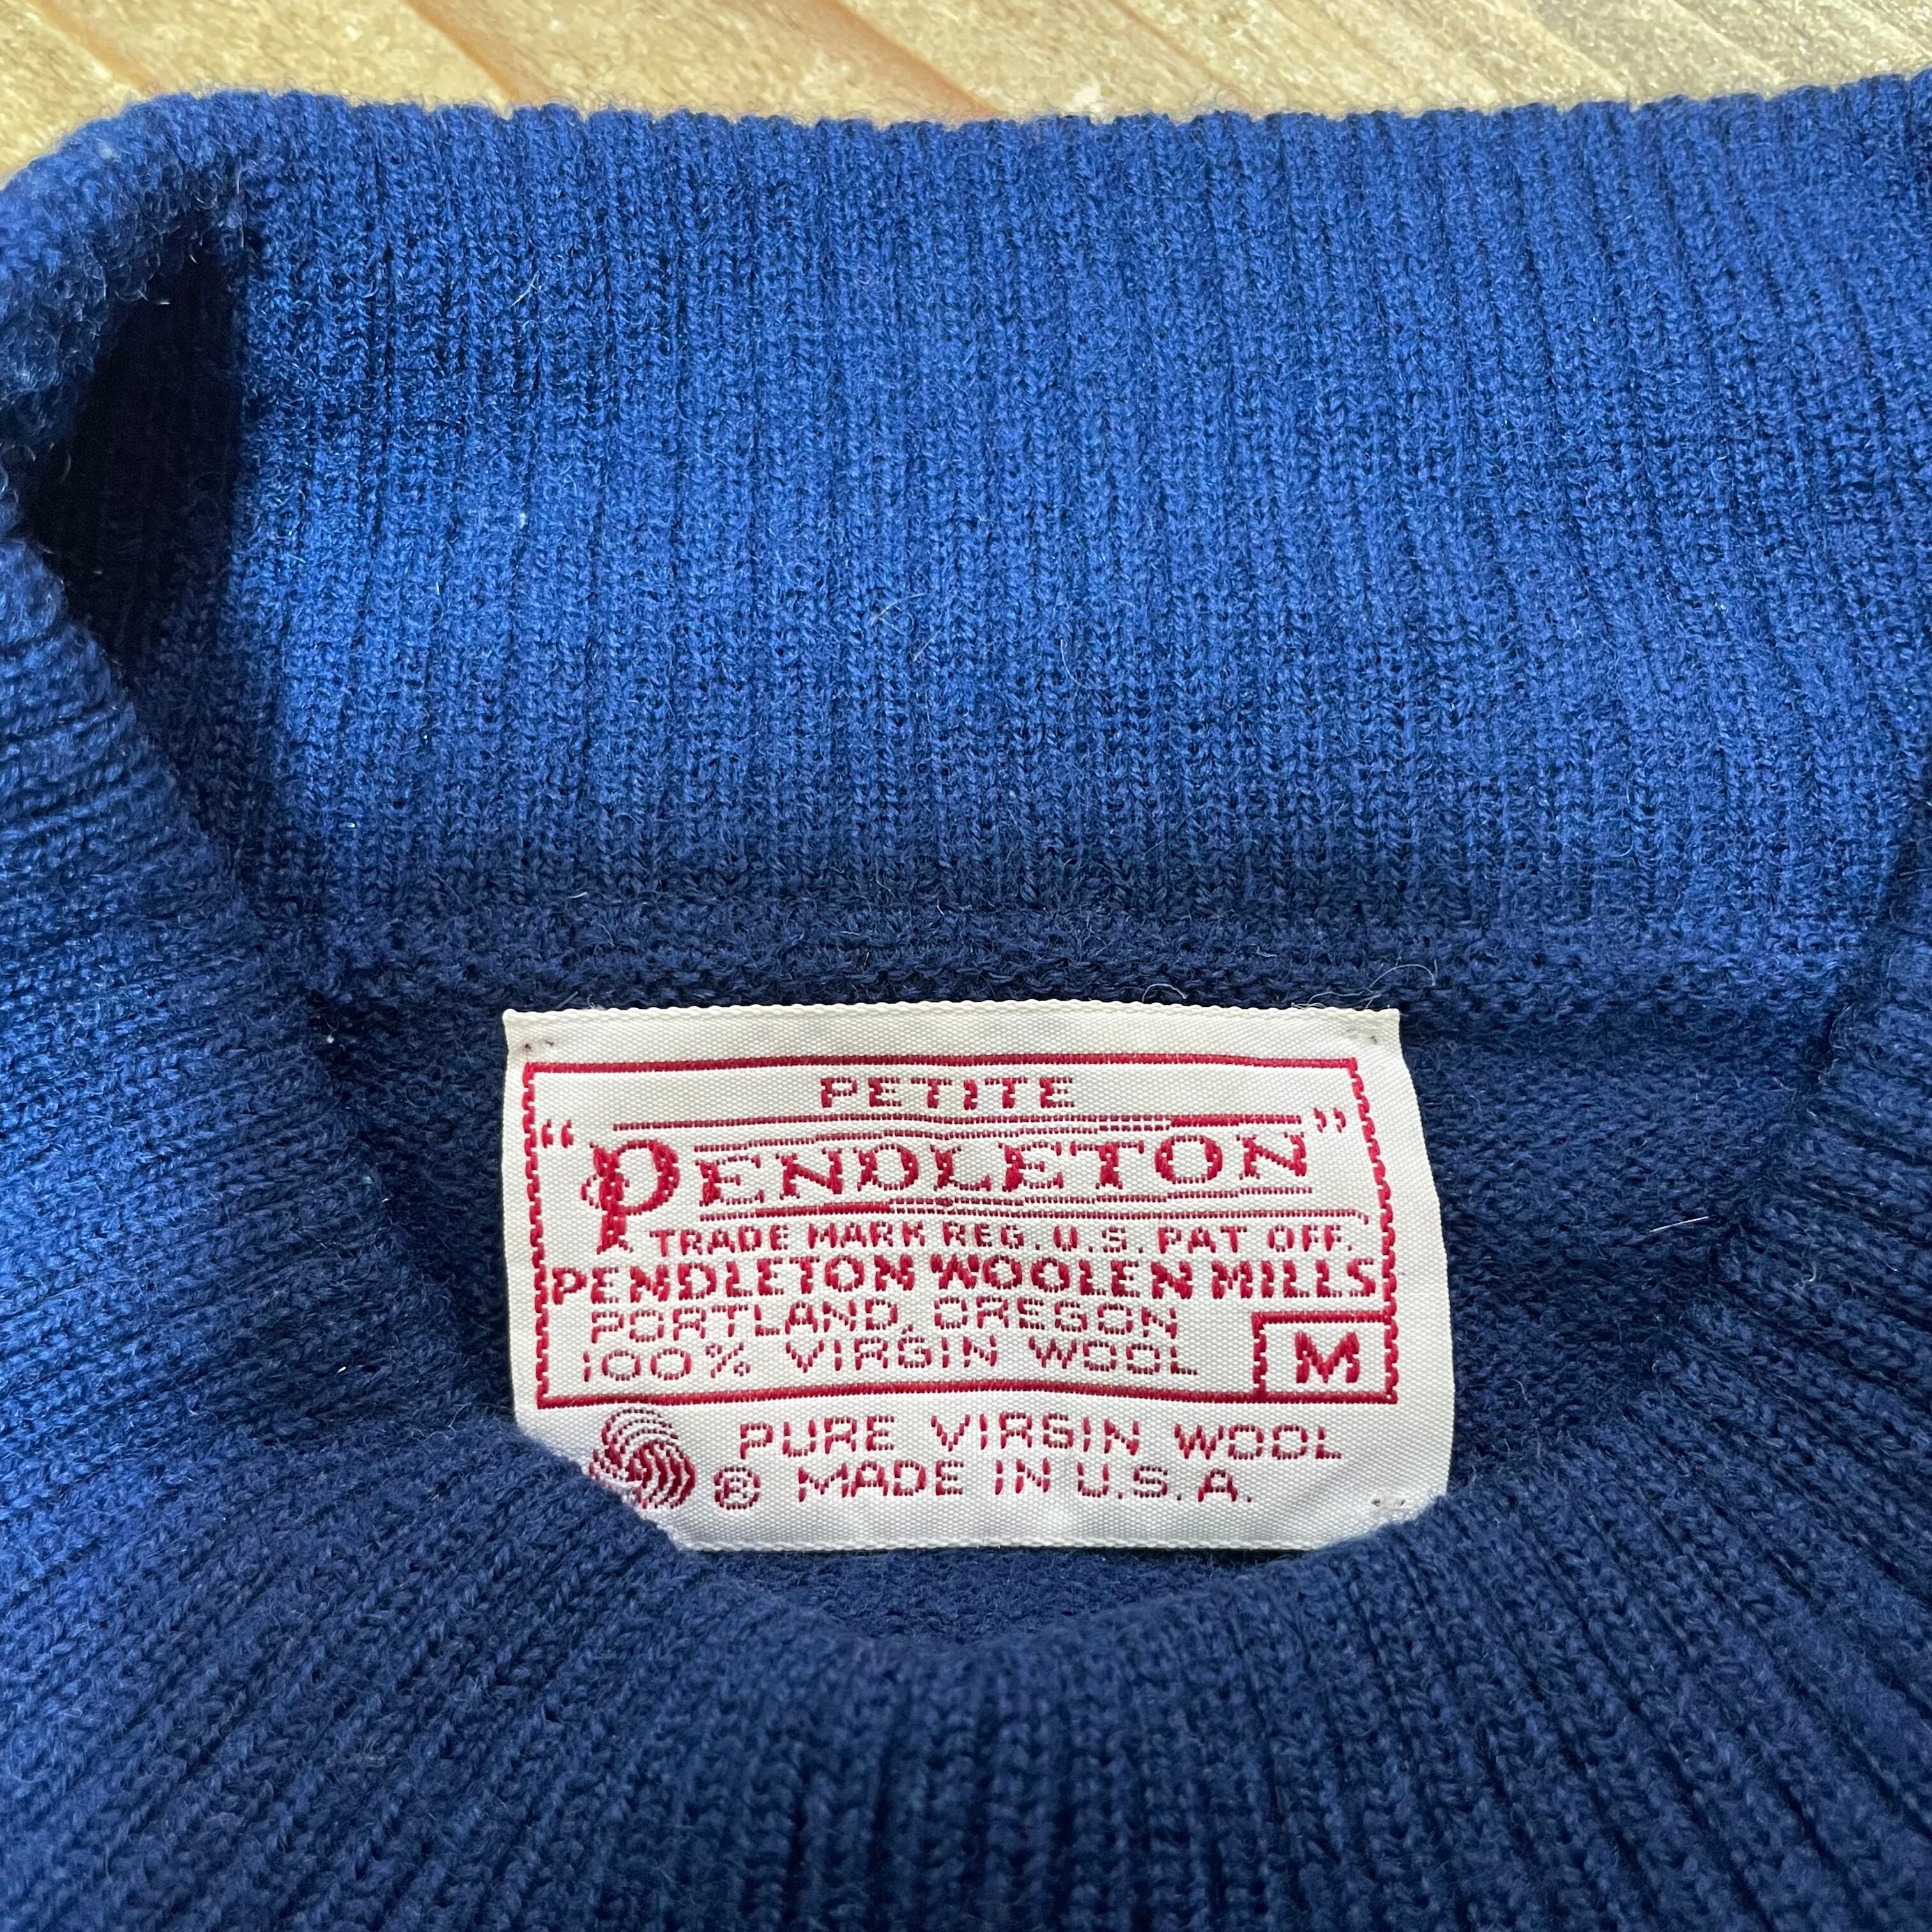 PETITE
"PENDLETON"
TRADE MARK REG. U.S. PAT OFF.
PENDLETON WOOLEN MILLS
PORTLAND, OREGON
100% VIRGIN WOOL
M
PURE VIRGIN WOOL
® MADE IN U.S.A.